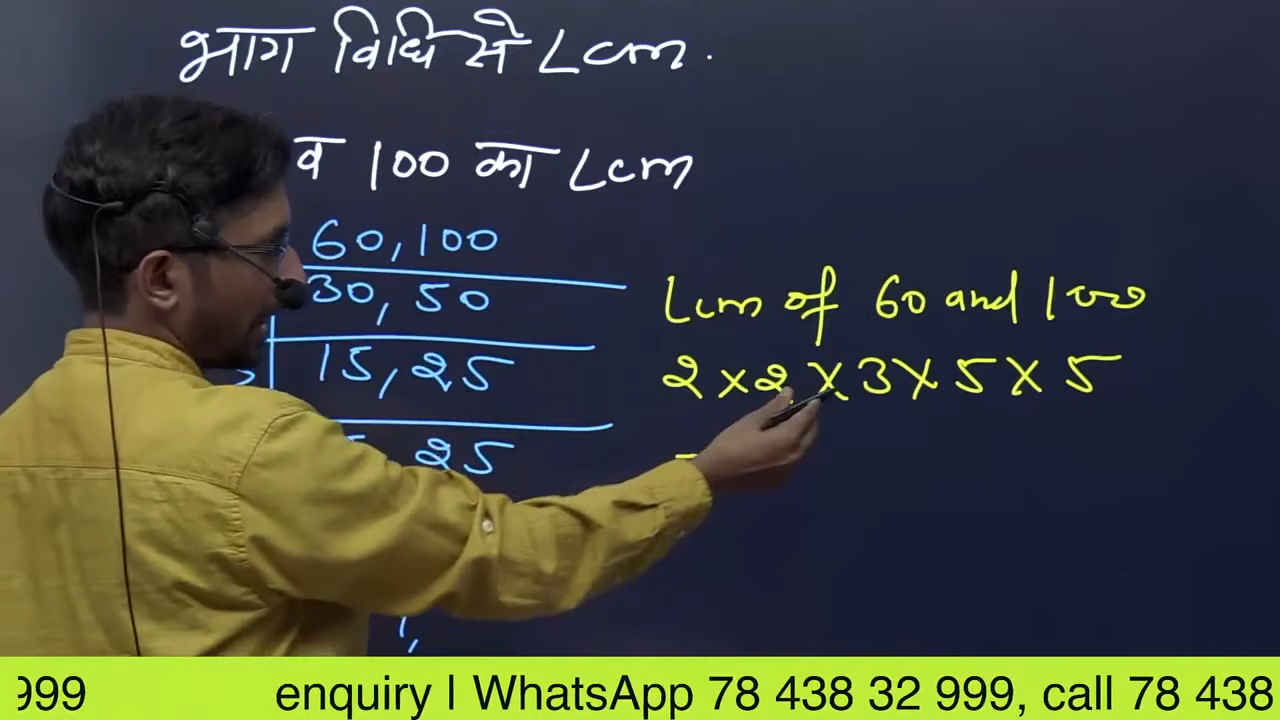 भाग विधि से Lcm.
व 100 का Lcm
60, 100
30, 50
15, 25
25
Lcm of 60 and 100
2 × 2 × 3 × 5 × 5
1,
999 enquiry I WhatsApp 78 438 32 999, call 78 438